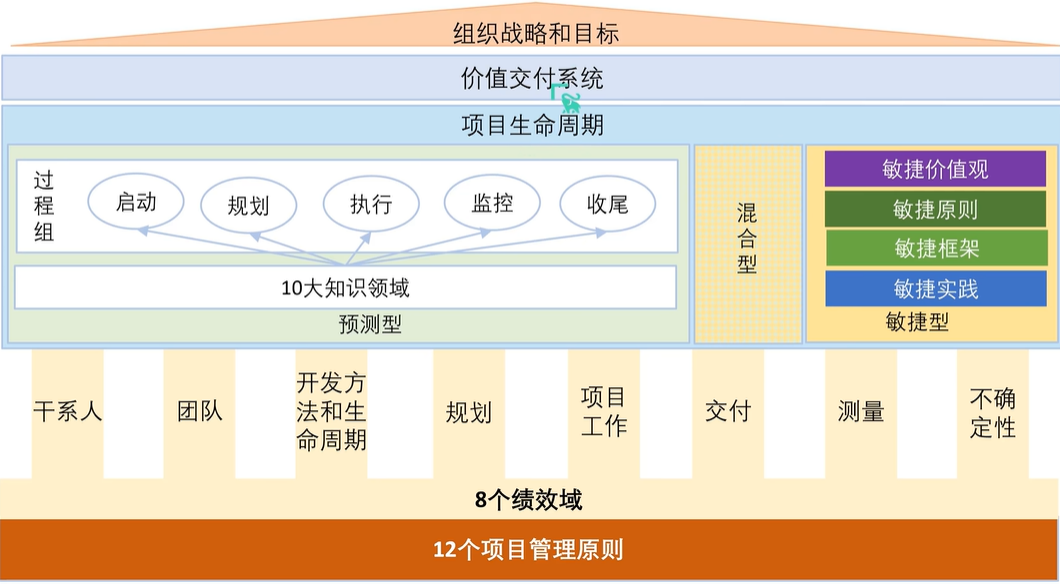 组织战略和目标
价值交付系统
项目生命周期
过
程
组
启动
规划
执行
监控
收尾
10大知识领域
预测型
混
合
型
敏捷价值观
敏捷原则
敏捷框架
敏捷实践
敏捷型
干系人
团队
开发方
法和生
命周期
规划
项目
工作
交付
测量
不确
定性
8个绩效域
12个项目管理原则